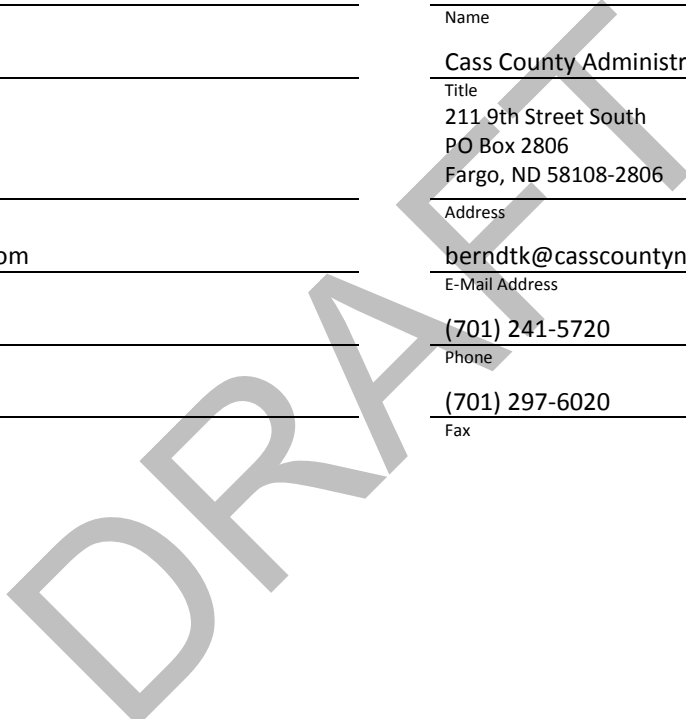 Name
Cass County Administr
Title
211 9th Street South
PO Box 2806
Fargo, ND 58108-2806
Address
om
berndtk@casscountyn
E-Mail Address
(701) 241-5720
Phone
(701) 297-6020
Fax
DRAFT